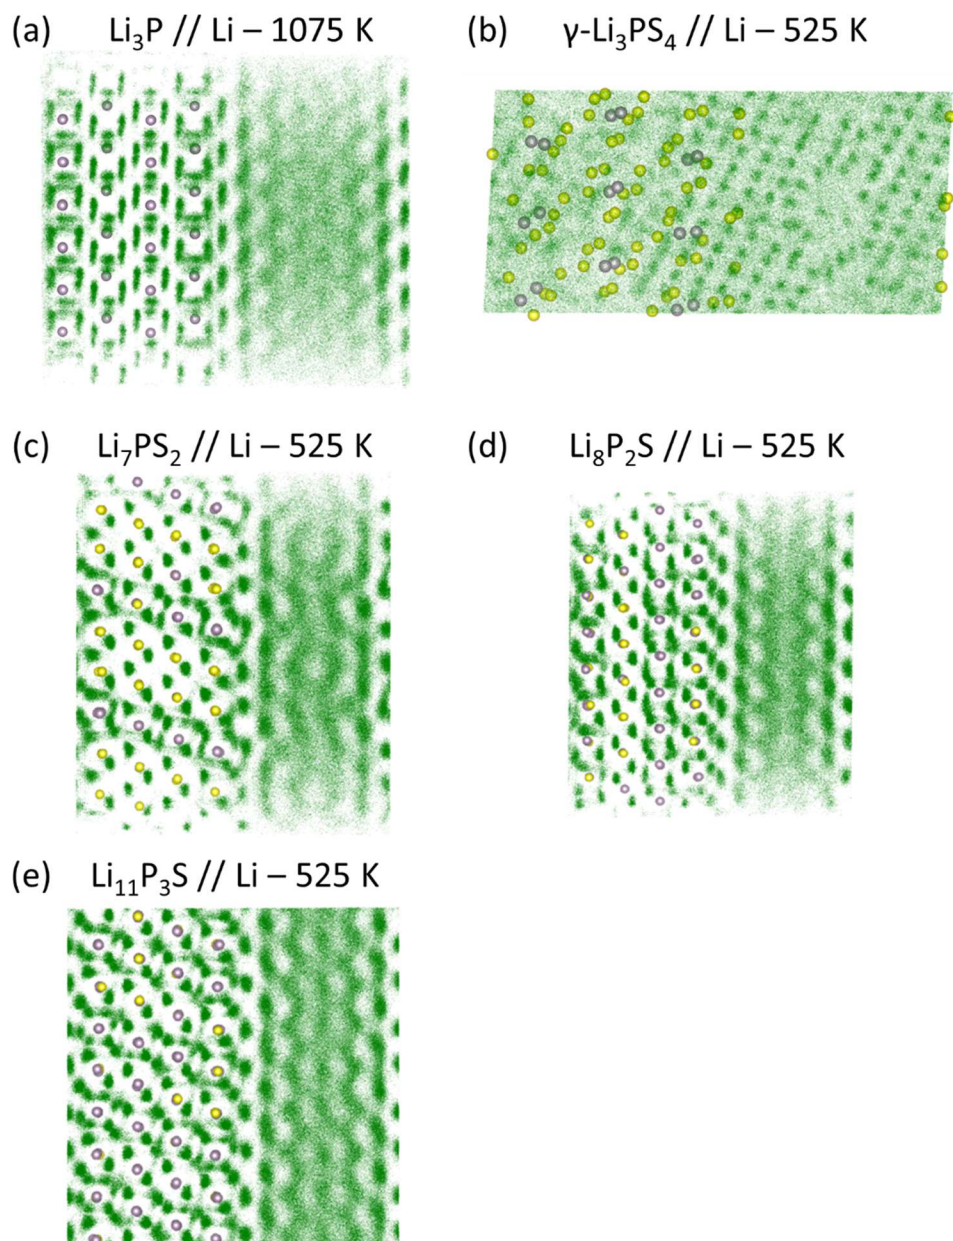 (a) Li₃P // Li – 1075 K
(b) γ-Li₃PS₄ // Li – 525 K
(c) Li₇PS₂ // Li – 525 K
(d) Li₈P₂S // Li – 525 K
(e) Li₁₁P₃S // Li – 525 K